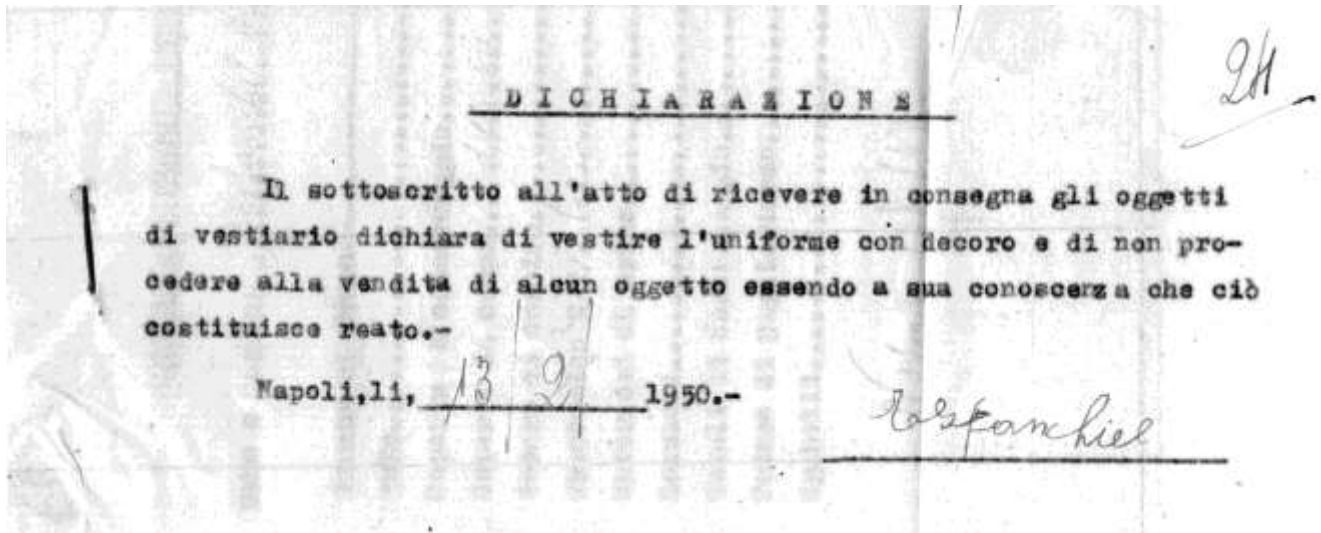 24
DICHIARAZIONE
Il sottoscritto all'atto di ricevere in consegna gli oggetti
di vestiario dichiara di vestire l'uniforme con decoro e di non pro-
cedere alla vendita di alcun oggetto essendo a sua conoscenza che ciò
costituisce reato.-
Napoli,li, 13/2/ 1950.-